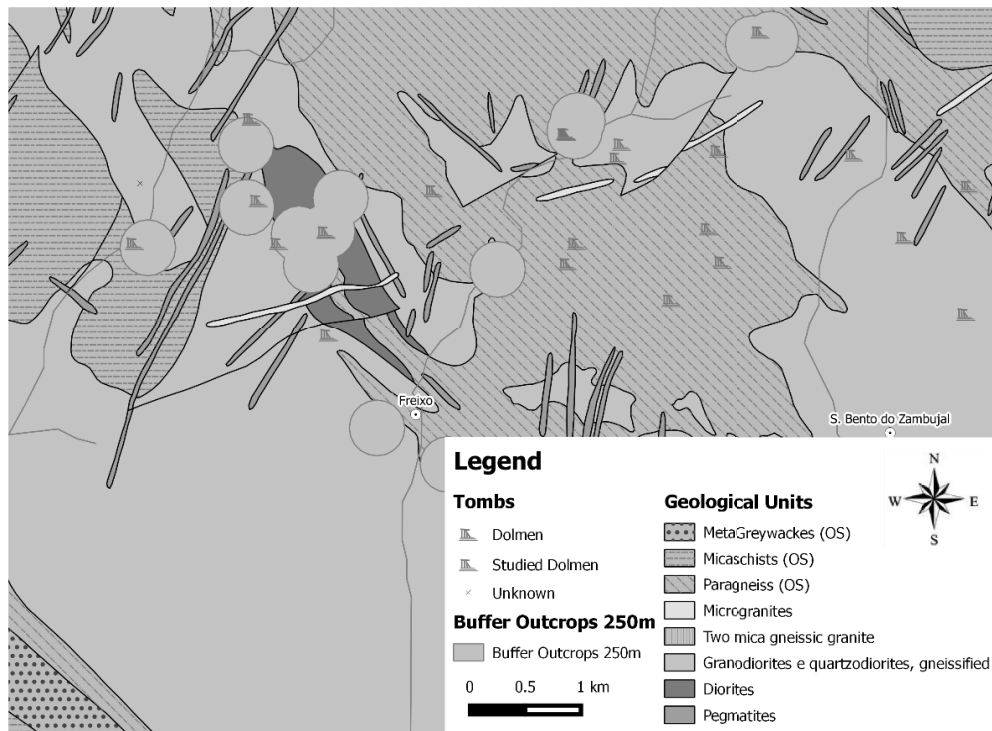 Freixo
S. Bento do Zambujal
Legend
Tombs
Dolmen
Studied Dolmen
Unknown
Buffer Outcrops 250m
Buffer Outcrops 250m
0 0.5 1 km
Geological Units
MetaGreywackes (OS)
Micaschists (OS)
Paragneiss (OS)
Microgranites
Two mica gneissic granite
Granodiorites e quartzodiorites, gneissified
Diorites
Pegmatites
N
W E
S